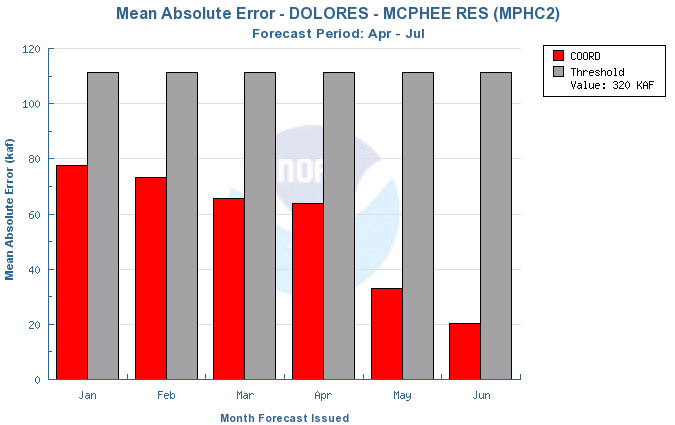 Mean Absolute Error - DOLORES - MCPHEE RES (MPHC2)
Forecast Period: Apr - Jul
COORD
Threshold
Value: 320 KAF
Mean Absolute Error (kaf)
120
100
80
60
40
20
0
Jan Feb Mar Apr May Jun
Month Forecast Issued